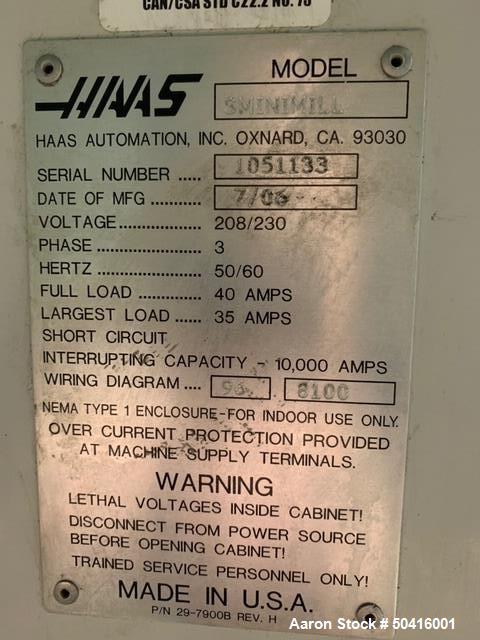 CAN/CSA STD C22.2 NO. 73
HAAS
MODEL
SMINIMILL
HAAS AUTOMATION, INC. OXNARD, CA. 93030
SERIAL NUMBER ..... 1051133
DATE OF MFG ..... 7/06
VOLTAGE................... 208/230
PHASE ........................ 3
HERTZ ........................ 50/60
FULL LOAD .............. 40 AMPS
LARGEST LOAD ...... 35 AMPS
SHORT CIRCUIT
INTERRUPTING CAPACITY - 10,000 AMPS
WIRING DIAGRAM .... 96 8100
NEMA TYPE 1 ENCLOSURE-FOR INDOOR USE ONLY.
OVER CURRENT PROTECTION PROVIDED
AT MACHINE SUPPLY TERMINALS.
WARNING
LETHAL VOLTAGES INSIDE CABINET!
DISCONNECT FROM POWER SOURCE
BEFORE OPENING CABINET!
TRAINED SERVICE PERSONNEL ONLY!
MADE IN U.S.A.
P/N 29-7900B REV. H
Aaron Stock # 50416001